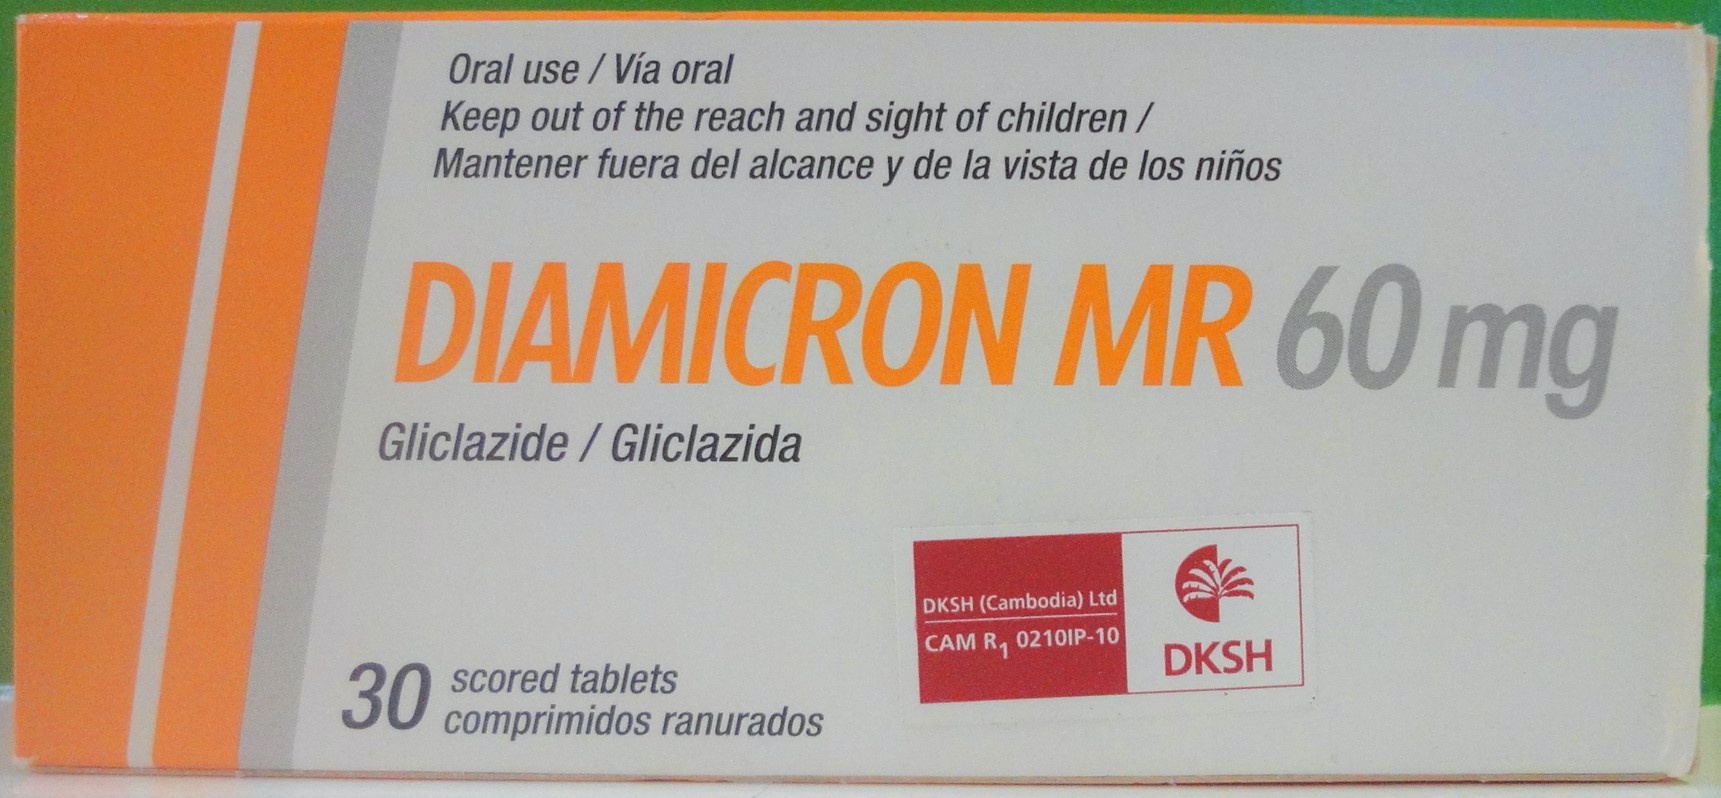 Oral use / Vía oral
Keep out of the reach and sight of children /
Mantener fuera del alcance y de la vista de los niños
DIAMICRON MR 60 mg
Gliclazide / Gliclazida
30 scored tablets
comprimidos ranurados
DKSH (Cambodia) Ltd
CAM R₁ 0210IP-10
DKSH